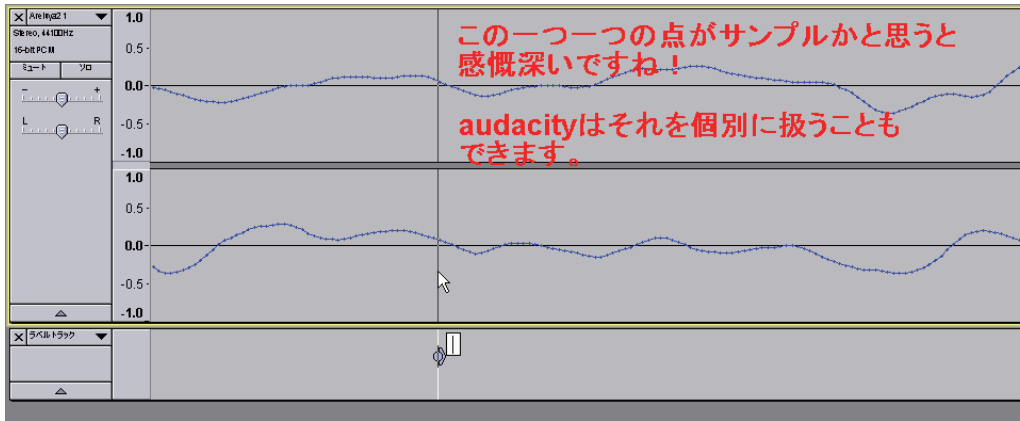 Stereo, 44100Hz
16-bit PCM
ミュート ソロ
- +
L R
1.0
0.5
0.0
-0.5
-1.0
1.0
0.5
0.0
-0.5
-1.0
この一つ一つの点がサンプルかと思うと
感慨深いですね！
audacityはそれを個別に扱うことも
できます。
ラベルトラック